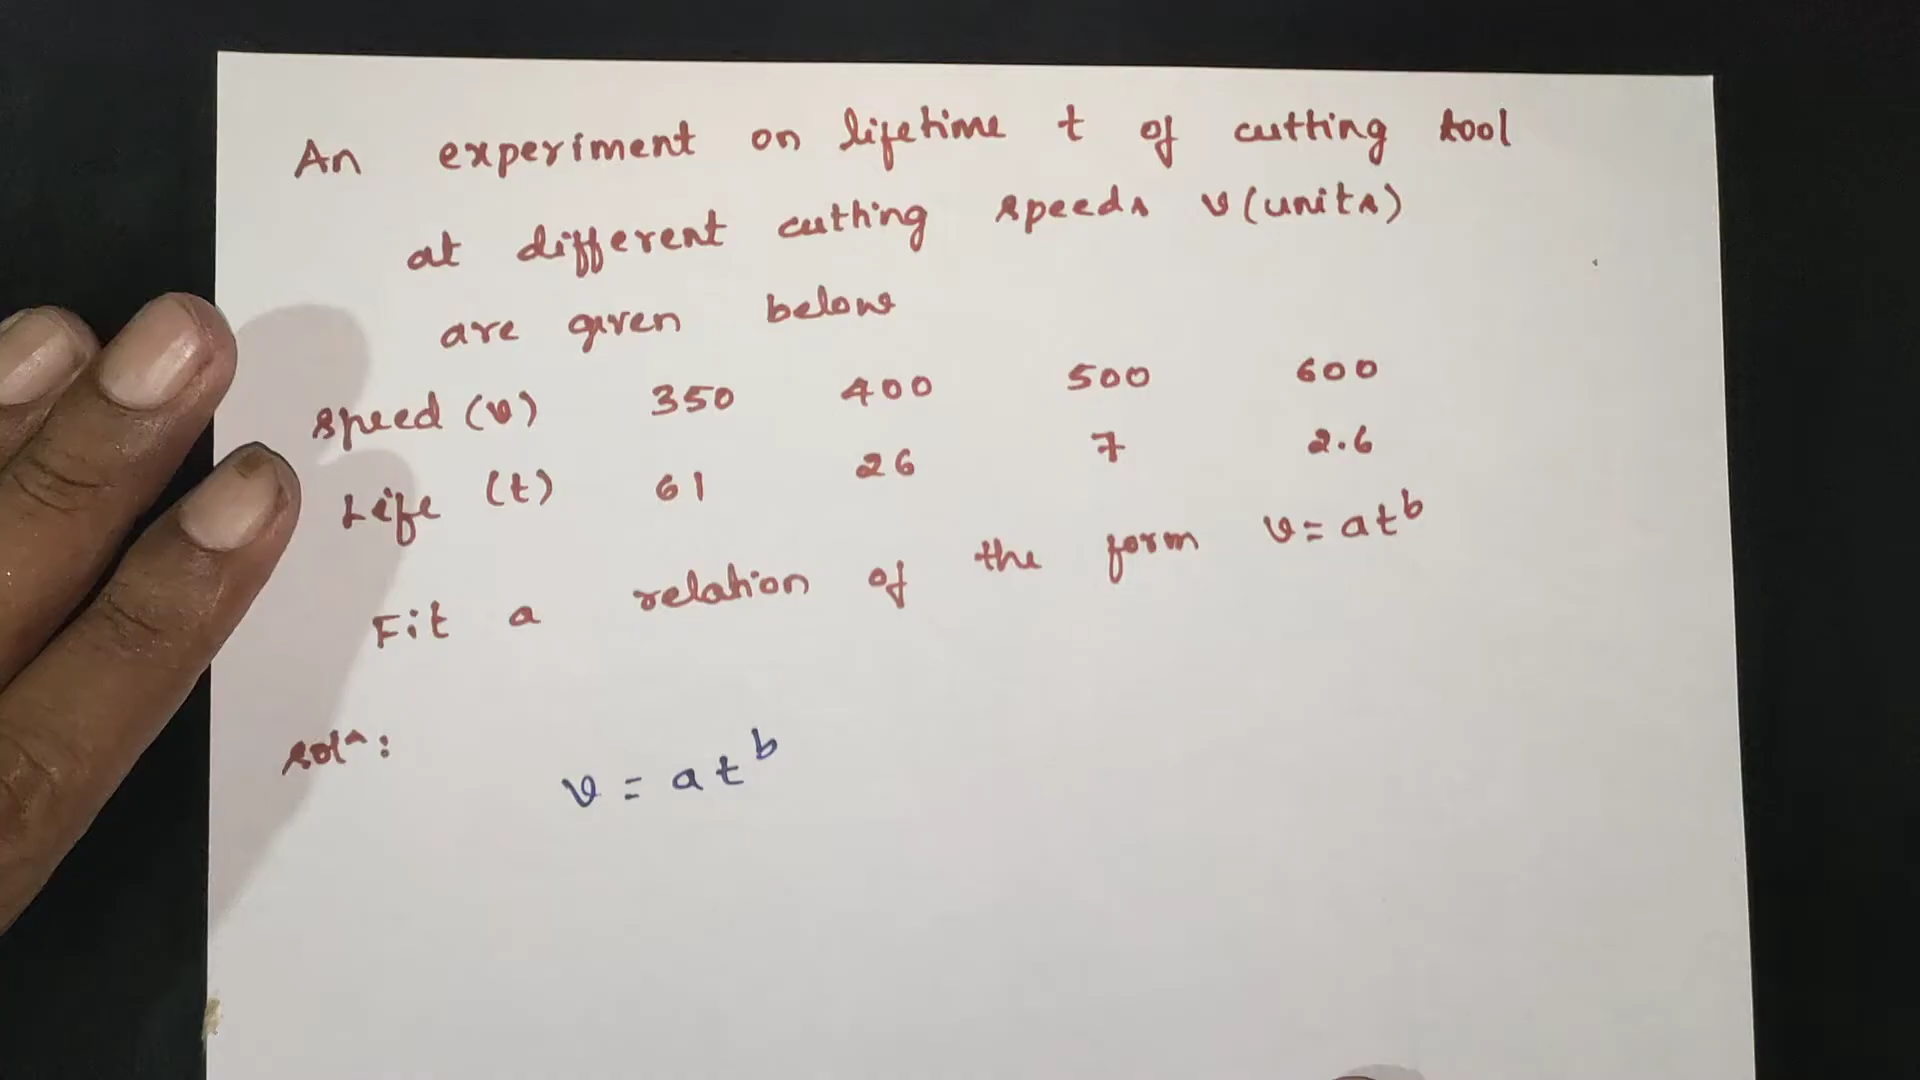 An experiment on lifetime t of cutting tool
at different cutting speeds v (units)
are given below
speed (v) 350 400 500 600
Life (t) 61 26 7 2.6
Fit a relation of the form v = at^b
soln:
v = at^b